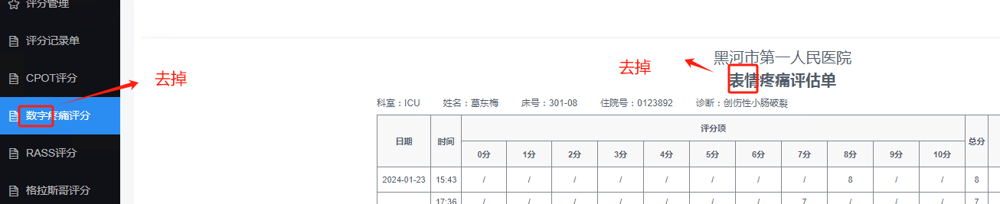 评分管理
评分记录单
CPOT评分
数字疼痛评分
RASS评分
格拉斯哥评分
去掉
去掉
黑河市第一人民医院
表情疼痛评估单
科室：ICU 姓名：葛东梅 床号：301-08 住院号：0123892 诊断：创伤性小肠破裂
日期 时间 评分项 总分
0分 1分 2分 3分 4分 5分 6分 7分 8分 9分 10分
2024-01-23 15:43 / / / / / / / / 8 / / 8
17:36 / / / / / / / 7 / / / 7